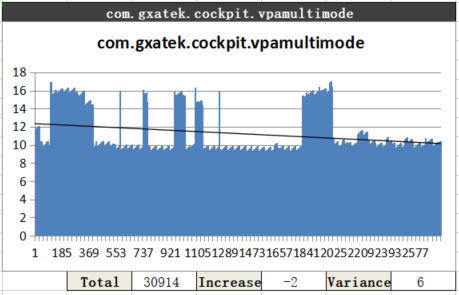 com.gxatek.cockpit.vpamultimode
com.gxatek.cockpit.vpamultimode
18
16
14
12
10
8
6
4
2
0
1 185 369 553 737 921 1105 1289 1473 1657 1841 2025 2209 2393 2577
Total 30914 Increase -2 Variance 6